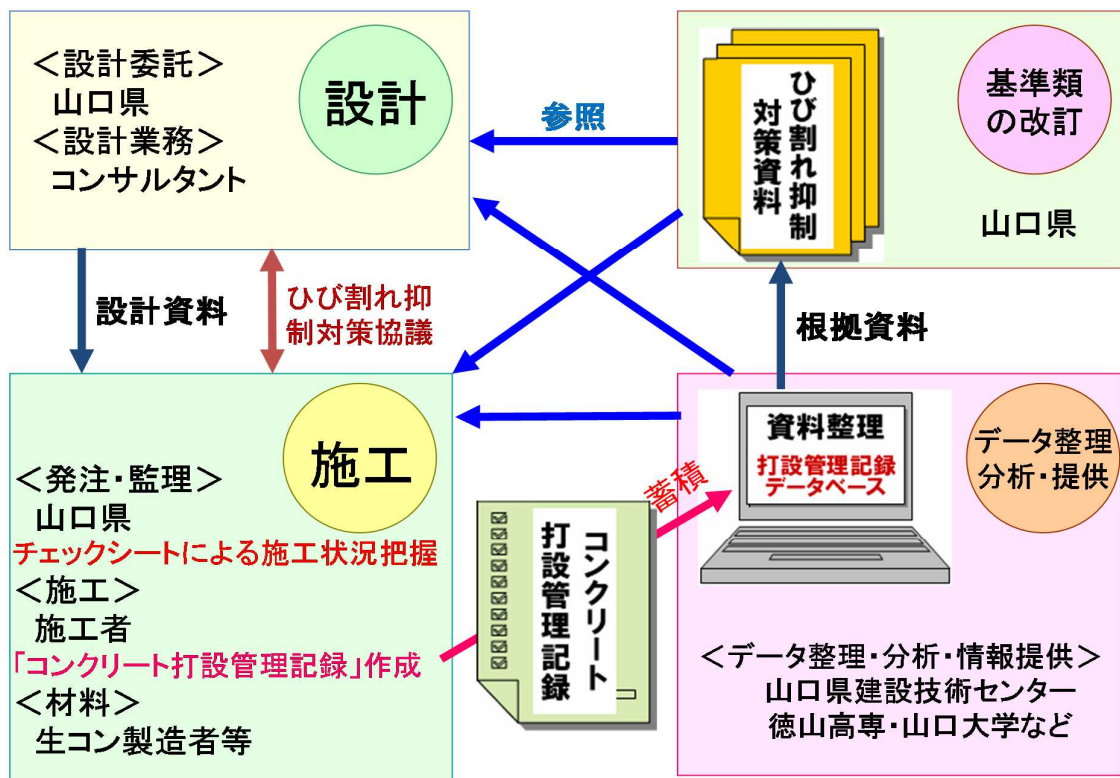 ＜設計委託＞
山口県
＜設計業務＞
コンサルタント
設計
参照
ひび割れ抑制
対策資料
基準類
の改訂
山口県
設計資料
ひび割れ抑
制対策協議
根拠資料
施工
＜発注・監理＞
山口県
チェックシートによる施工状況把握
＜施工＞
施工者
「コンクリート打設管理記録」作成
＜材料＞
生コン製造者等
コンクリート
打設管理記録
蓄積
資料整理
打設管理記録
データベース
データ整理
分析・提供
＜データ整理・分析・情報提供＞
山口県建設技術センター
徳山高専・山口大学など